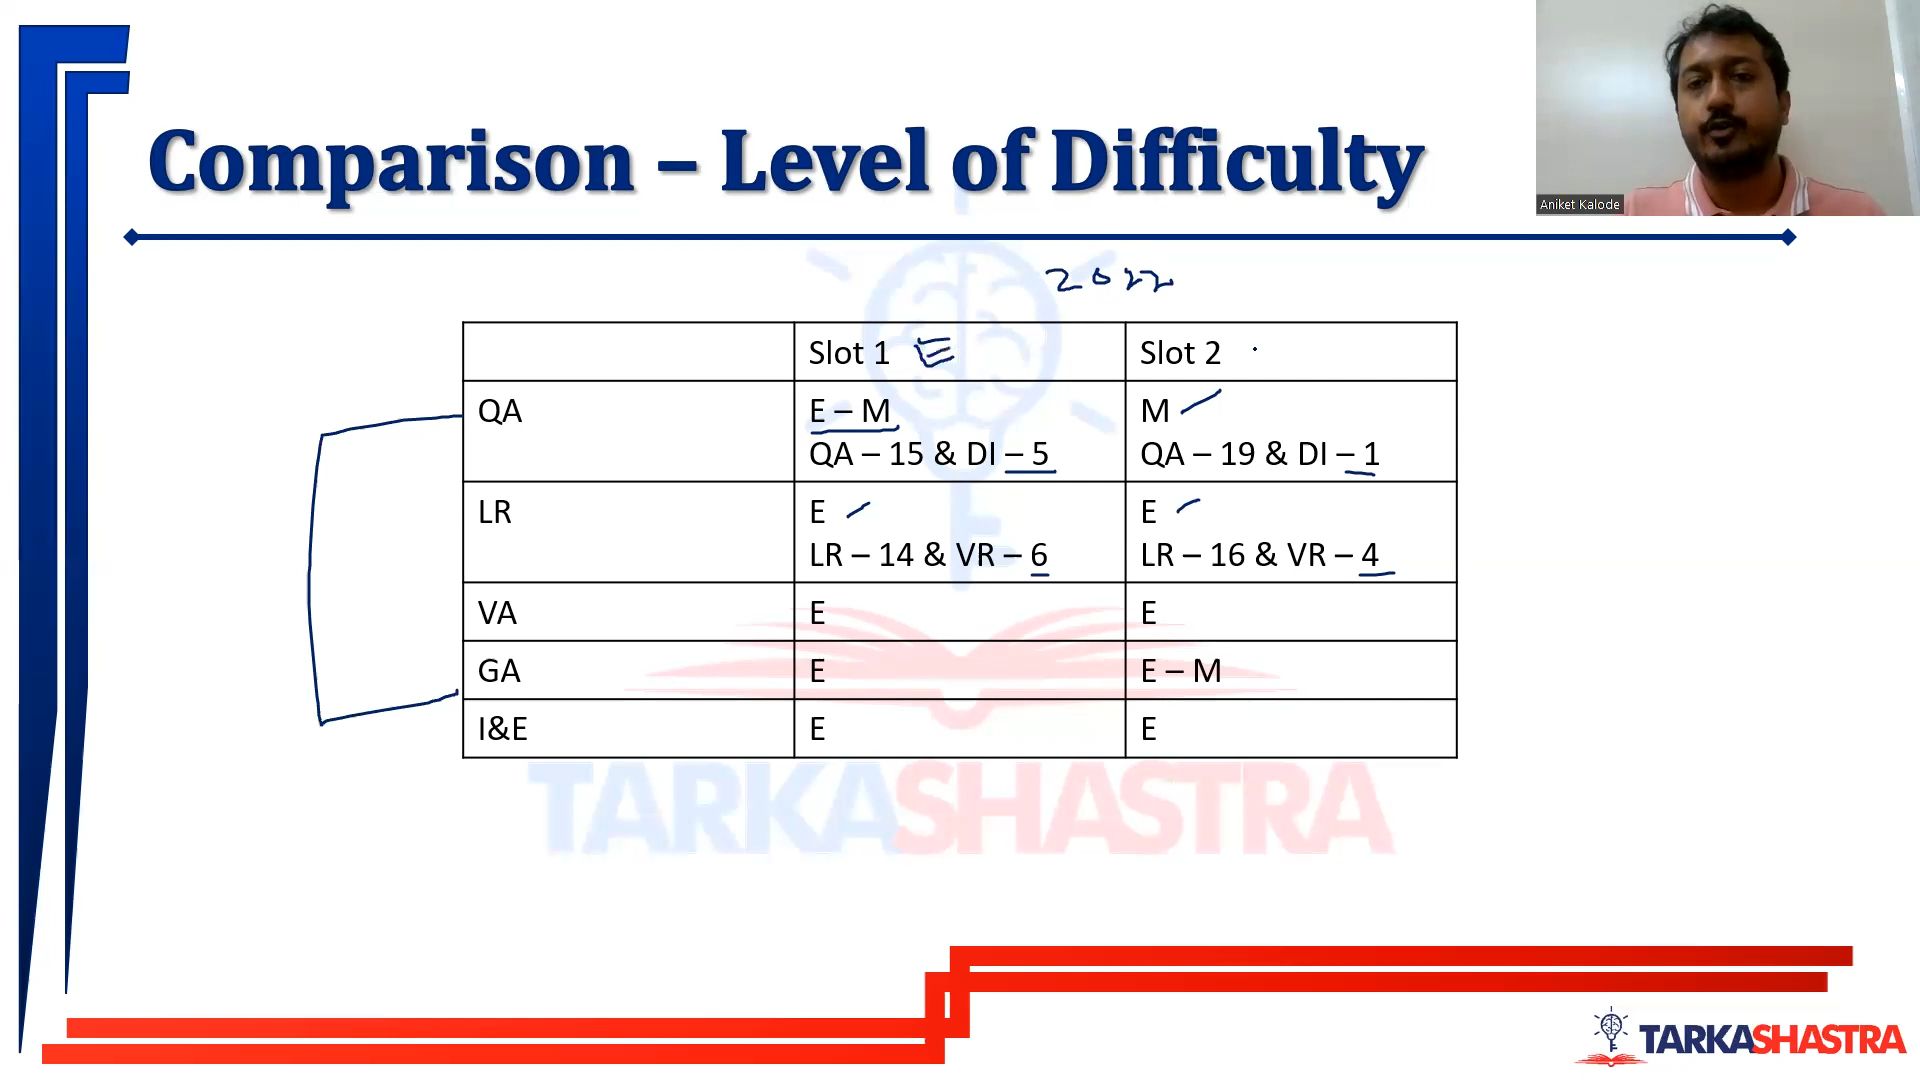 Comparison – Level of Difficulty
Aniket Kalode
2022
Slot 1 E
Slot 2
QA
E – M
QA – 15 & DI – 5
M
QA – 19 & DI – 1
LR
E
LR – 14 & VR – 6
E
LR – 16 & VR – 4
VA
E
E
GA
E
E – M
I&E
E
E
TARKASHASTRA
TARKASHASTRA